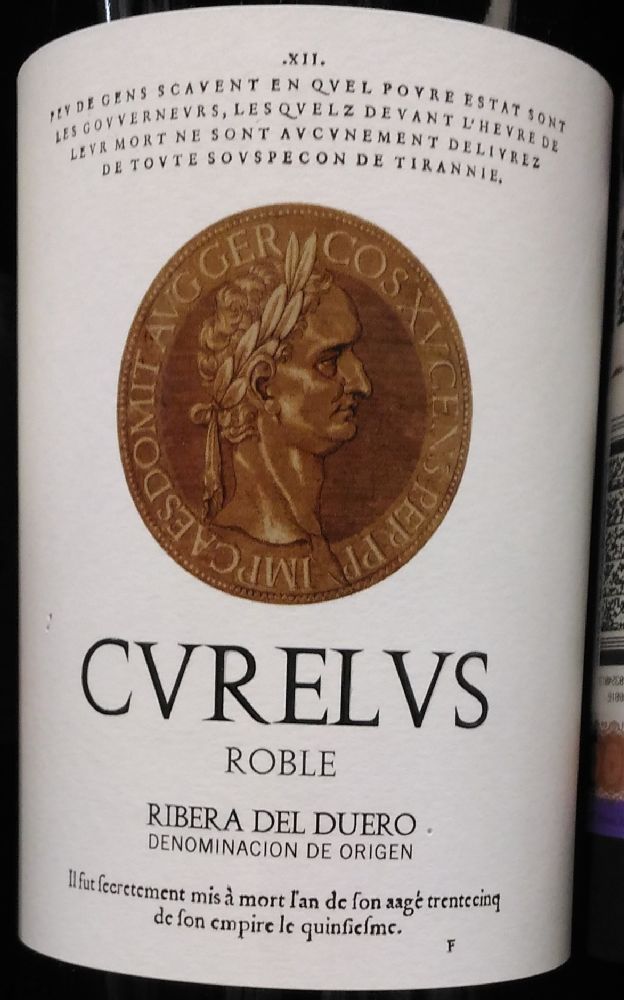 .XII.
PEV DE GENS SCAVENT EN QVEL POVRE ESTAT SONT
LES GOVVERNEVRS, LESQVELZ DEVANT L'HEVRE DE
LEVR MORT NE SONT AVCVNEMENT DELIVREZ
DE TOVTE SOVSPECON DE TIRANNIE.
IMP CAES DOMIT AVG GER COS XV CENS PER PP
CVRELVS
ROBLE
RIBERA DEL DUERO
DENOMINACION DE ORIGEN
Il fut ſecretement mis à mort l'an de ſon aagé trentecinq
de ſon empire le quinſieſme.
F